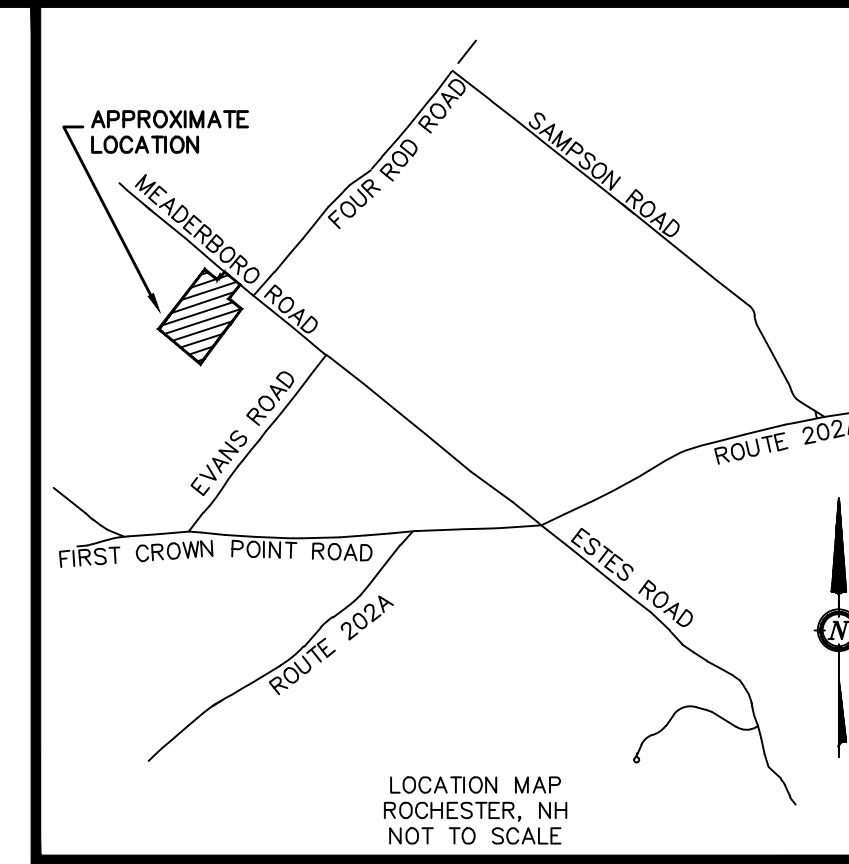 APPROXIMATE
LOCATION
MEADERBORO ROAD
FOUR ROD ROAD
SAMPSON ROAD
EVANS ROAD
ROUTE 202A
FIRST CROWN POINT ROAD
ESTES ROAD
ROUTE 202A
N
LOCATION MAP
ROCHESTER, NH
NOT TO SCALE